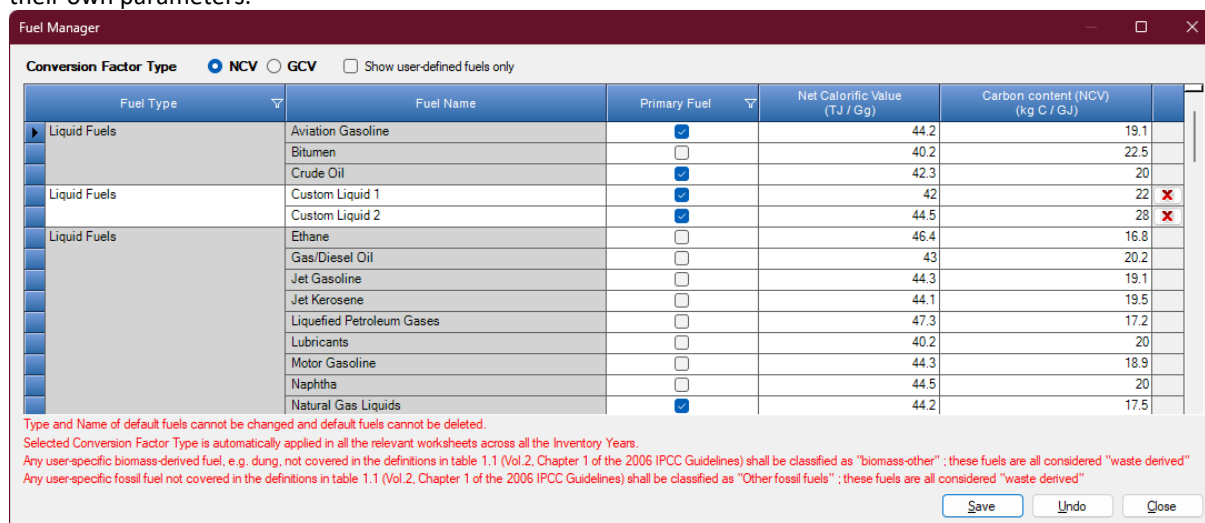 their own parameters.
Fuel Manager
Conversion Factor Type NCV GCV Show user-defined fuels only
Fuel Type Fuel Name Primary Fuel Net Calorific Value (TJ / Gg) Carbon content (NCV) (kg C / GJ)
Liquid Fuels Aviation Gasoline 44.2 19.1
Bitumen 40.2 22.5
Crude Oil 42.3 20
Liquid Fuels Custom Liquid 1 42 22
Custom Liquid 2 44.5 28
Liquid Fuels Ethane 46.4 16.8
Gas/Diesel Oil 43 20.2
Jet Gasoline 44.3 19.1
Jet Kerosene 44.1 19.5
Liquefied Petroleum Gases 47.3 17.2
Lubricants 40.2 20
Motor Gasoline 44.3 18.9
Naphtha 44.5 20
Natural Gas Liquids 44.2 17.5
Type and Name of default fuels cannot be changed and default fuels cannot be deleted.
Selected Conversion Factor Type is automatically applied in all the relevant worksheets across all the Inventory Years.
Any user-specific biomass-derived fuel, e.g. dung, not covered in the definitions in table 1.1 (Vol.2, Chapter 1 of the 2006 IPCC Guidelines) shall be classified as "biomass-other" ; these fuels are all considered "waste derived"
Any user-specific fossil fuel not covered in the definitions in table 1.1 (Vol.2, Chapter 1 of the 2006 IPCC Guidelines) shall be classified as "Other fossil fuels" ; these fuels are all considered "waste derived"
Save Undo Close